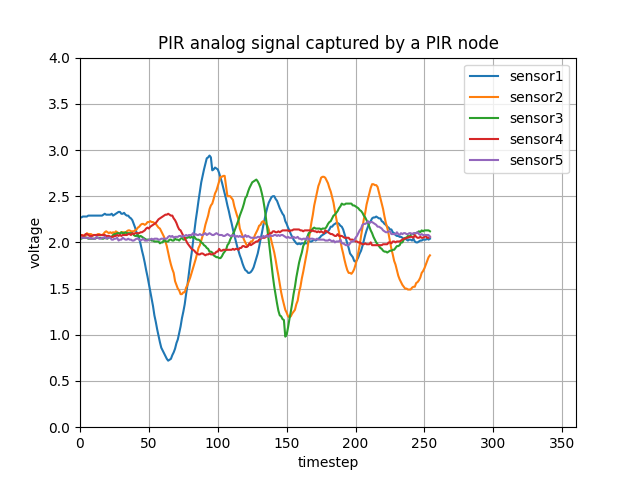 PIR analog signal captured by a PIR node
4.0
3.5
3.0
2.5
2.0
1.5
1.0
0.5
0.0
voltage
sensor1
sensor2
sensor3
sensor4
sensor5
0 50 100 150 200 250 300 350
timestep